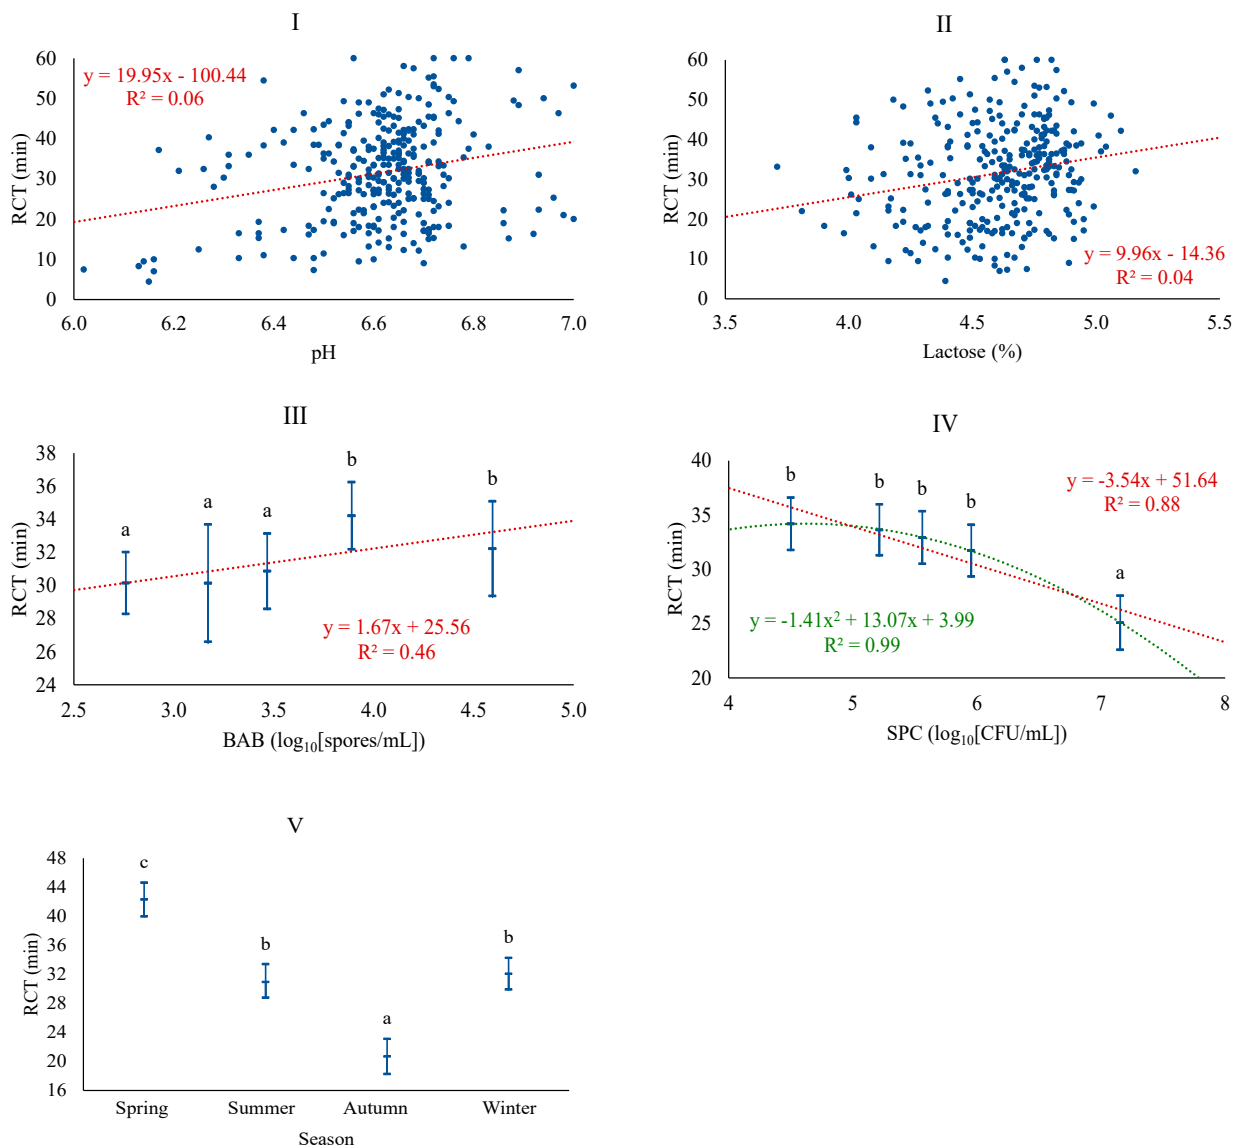 I
y = 19.95x - 100.44
R² = 0.06
RCT (min)
60
50
40
30
20
10
0
6.0 6.2 6.4 6.6 6.8 7.0
pH
II
RCT (min)
60
50
40
30
20
10
0
y = 9.96x - 14.36
R² = 0.04
3.5 4.0 4.5 5.0 5.5
Lactose (%)
III
RCT (min)
38
36
34
32
30
28
26
24
a a a b b
y = 1.67x + 25.56
R² = 0.46
2.5 3.0 3.5 4.0 4.5 5.0
BAB (log₁₀[spores/mL])
IV
RCT (min)
40
35
30
25
20
b b b b a
y = -3.54x + 51.64
R² = 0.88
y = -1.41x² + 13.07x + 3.99
R² = 0.99
4 5 6 7 8
SPC (log₁₀[CFU/mL])
V
RCT (min)
48
44
40
36
32
28
24
20
16
c b a b
Spring Summer Autumn Winter
Season